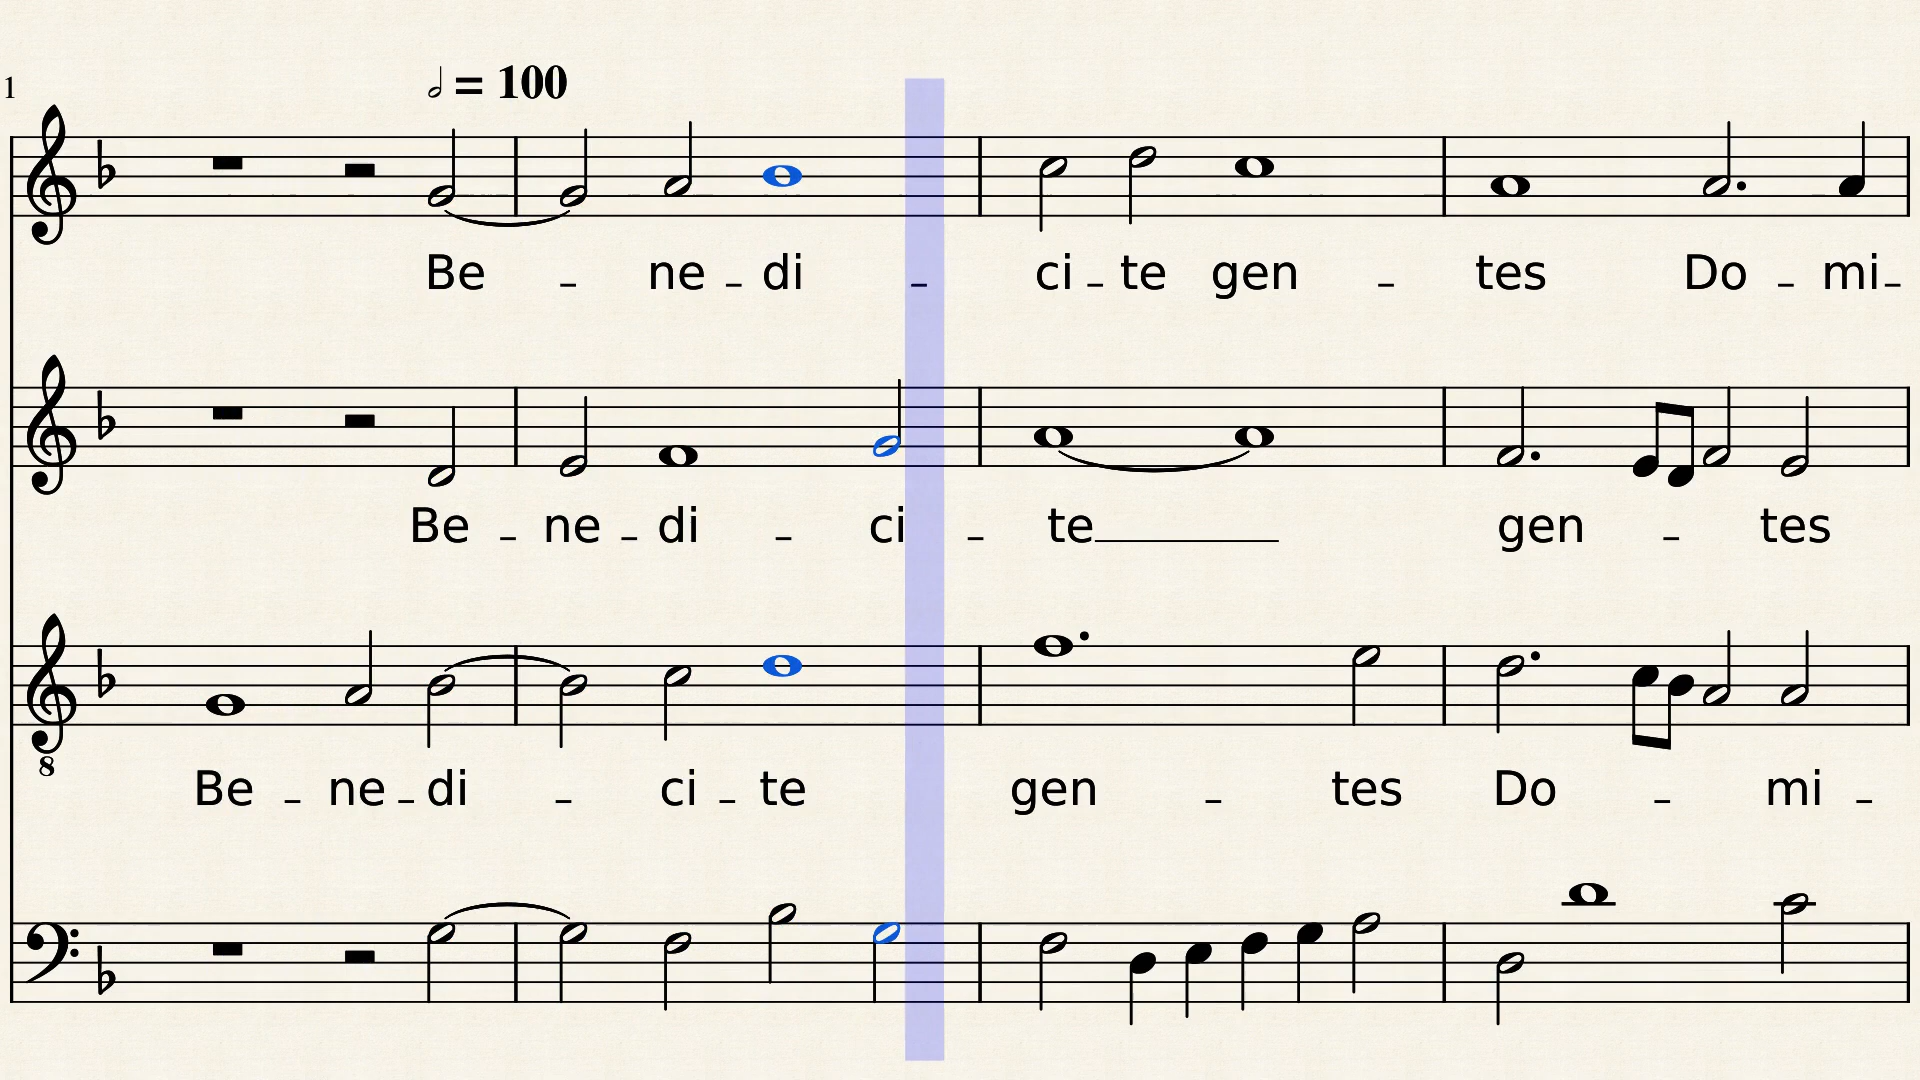 1
𝅗𝅥 = 100
Be - ne - di - ci - te gen - tes Do - mi -
Be - ne - di - ci - te_____ gen - tes
8
Be - ne - di - ci - te gen - tes Do - mi -